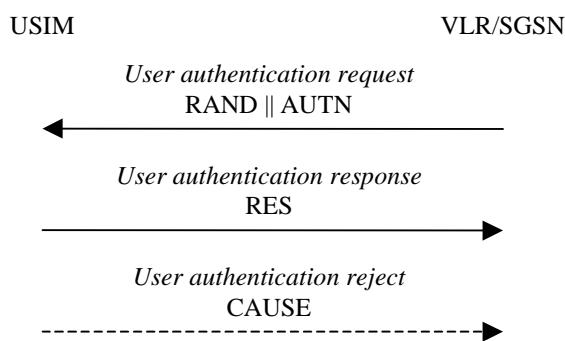 USIM VLR/SGSN
User authentication request
RAND || AUTN
User authentication response
RES
User authentication reject
CAUSE